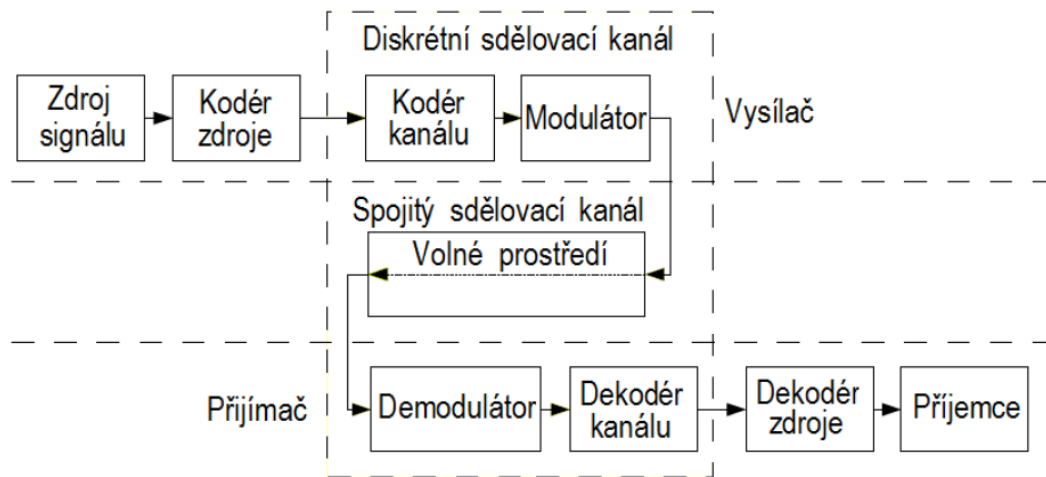 Diskrétní sdělovací kanál
Zdroj
signálu
Kodér
zdroje
Kodér
kanálu
Modulátor
Vysílač
Spojitý sdělovací kanál
Volné prostředí
Přijímač
Demodulátor
Dekodér
kanálu
Dekodér
zdroje
Příjemce